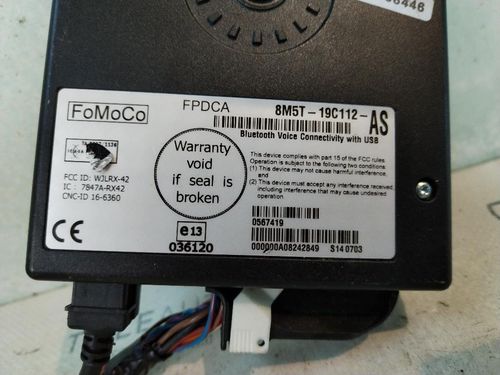 6446
FoMoCo
FPDCA
8M5T-19C112-AS
Bluetooth Voice Connectivity with USB
FCC ID: WJLRX-42
IC : 7847A-RX42
CNC-ID 16-6360
Warranty
void
if seal is
broken
This device complies with part 15 of the FCC rules
Operation is subject to the following two conditions.
(1) This device may not cause harmful interference,
and
(2) This device must accept any interference received,
including interference that may cause undesired
operation.
CE
e13
036120
0567419
000000A08242849 S14 0703